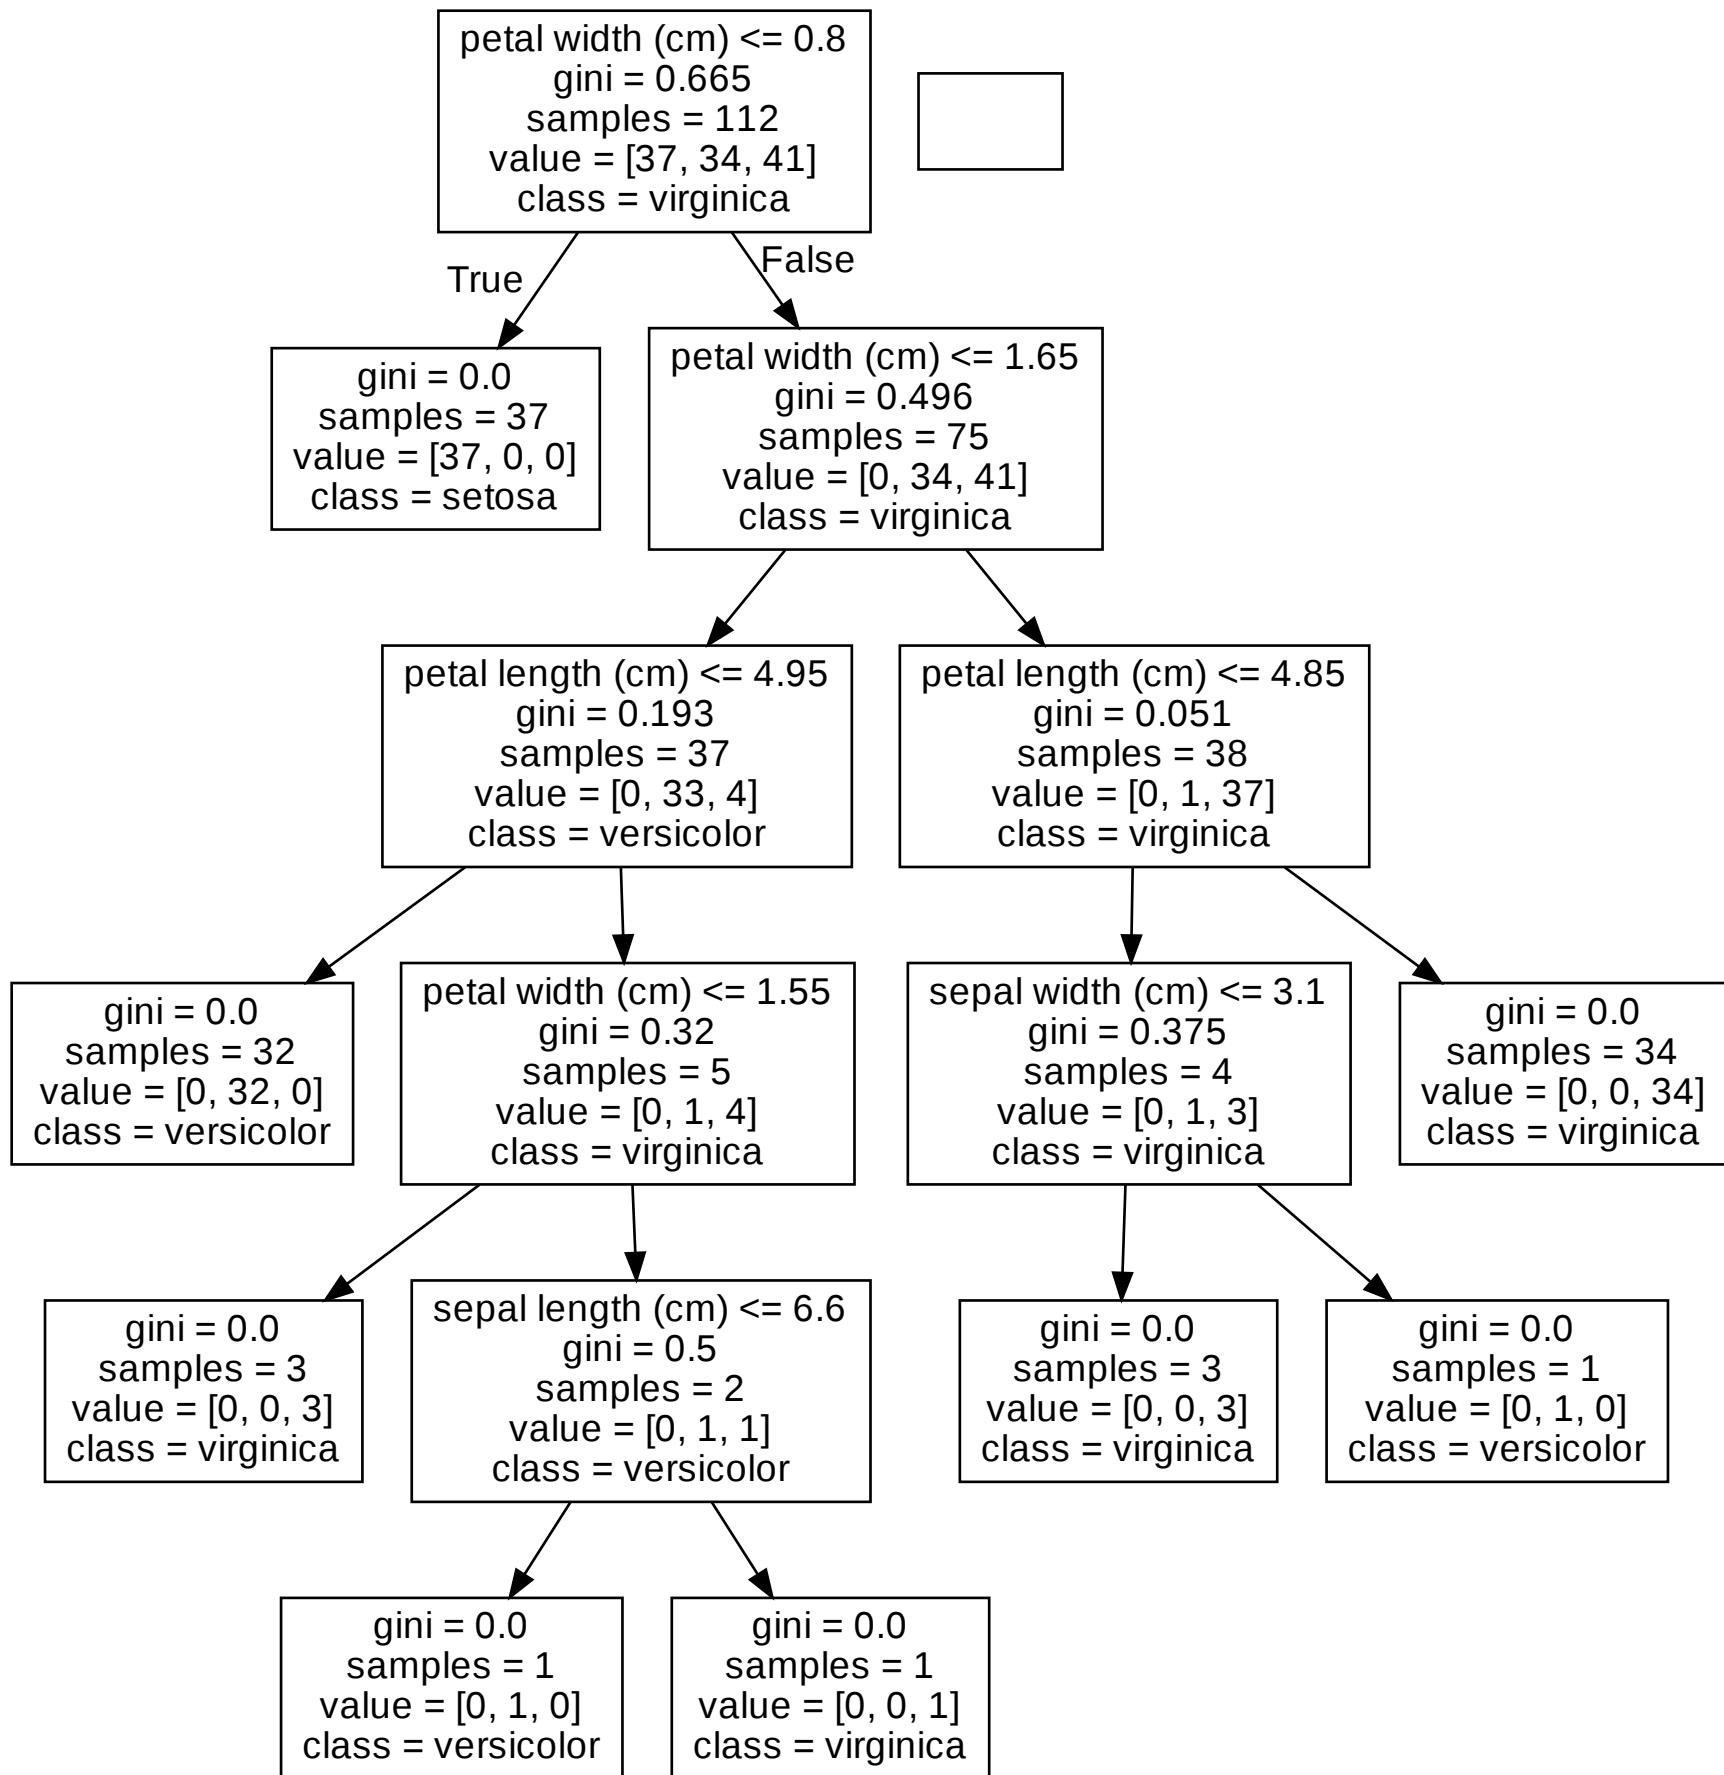 petal width (cm) <= 0.8
gini = 0.665
samples = 112
value = [37, 34, 41]
class = virginica
True
False
gini = 0.0
samples = 37
value = [37, 0, 0]
class = setosa
petal width (cm) <= 1.65
gini = 0.496
samples = 75
value = [0, 34, 41]
class = virginica
petal length (cm) <= 4.95
gini = 0.193
samples = 37
value = [0, 33, 4]
class = versicolor
petal length (cm) <= 4.85
gini = 0.051
samples = 38
value = [0, 1, 37]
class = virginica
gini = 0.0
samples = 32
value = [0, 32, 0]
class = versicolor
petal width (cm) <= 1.55
gini = 0.32
samples = 5
value = [0, 1, 4]
class = virginica
sepal width (cm) <= 3.1
gini = 0.375
samples = 4
value = [0, 1, 3]
class = virginica
gini = 0.0
samples = 34
value = [0, 0, 34]
class = virginica
gini = 0.0
samples = 3
value = [0, 0, 3]
class = virginica
sepal length (cm) <= 6.6
gini = 0.5
samples = 2
value = [0, 1, 1]
class = versicolor
gini = 0.0
samples = 3
value = [0, 0, 3]
class = virginica
gini = 0.0
samples = 1
value = [0, 1, 0]
class = versicolor
gini = 0.0
samples = 1
value = [0, 1, 0]
class = versicolor
gini = 0.0
samples = 1
value = [0, 0, 1]
class = virginica